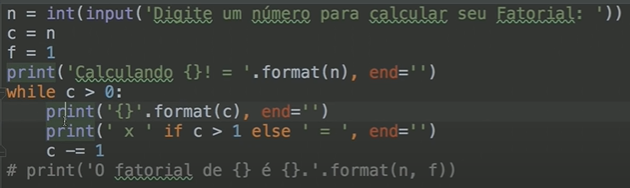 n = int(input('Digite um número para calcular seu Fatorial: '))
c = n
f = 1
print('Calculando {}! = '.format(n), end='')
while c > 0:
    print('{}'.format(c), end='')
    print(' x ' if c > 1 else ' = ', end='')
    c -= 1
# print('O fatorial de {} é {}.'.format(n, f))